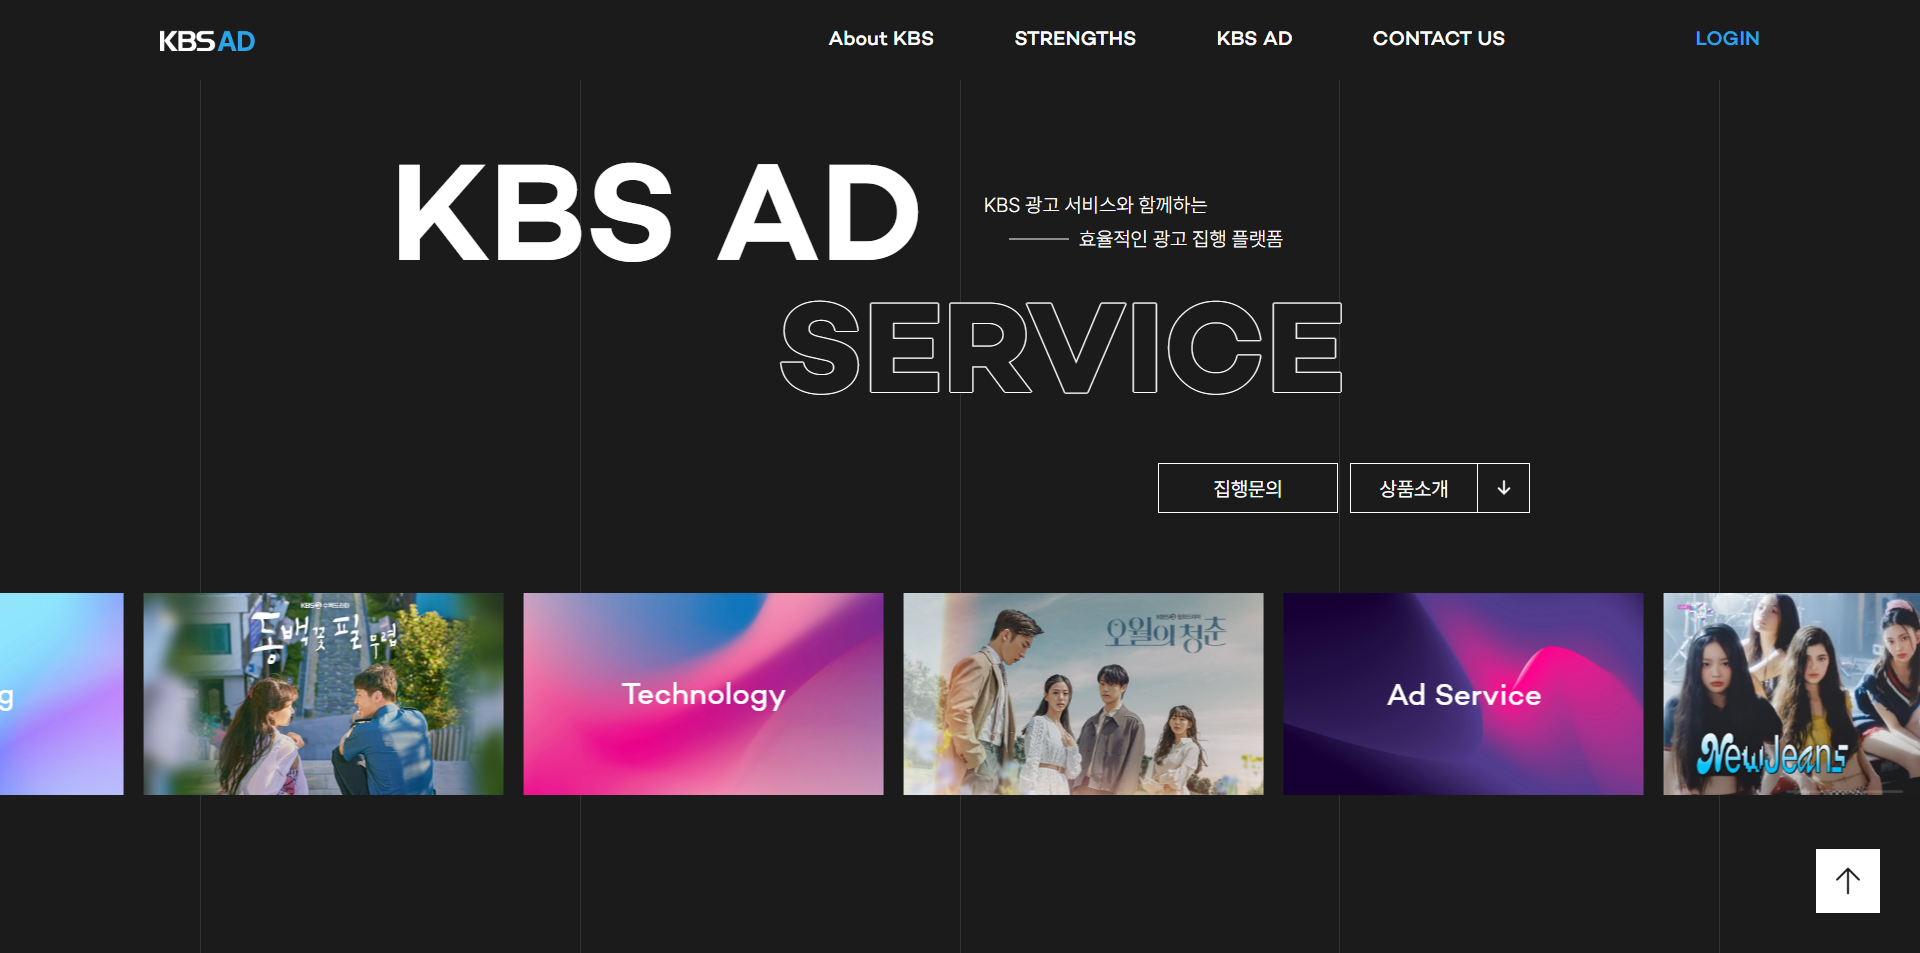 KBS AD
About KBS
STRENGTHS
KBS AD
CONTACT US
LOGIN
KBS AD
KBS 광고 서비스와 함께하는
효율적인 광고 집행 플랫폼
SERVICE
집행문의
상품소개
g
KBS2 수목드라마
동백꽃 필 무렵
Technology
KBS2 월화드라마
오월의 청춘
Ad Service
NewJeans